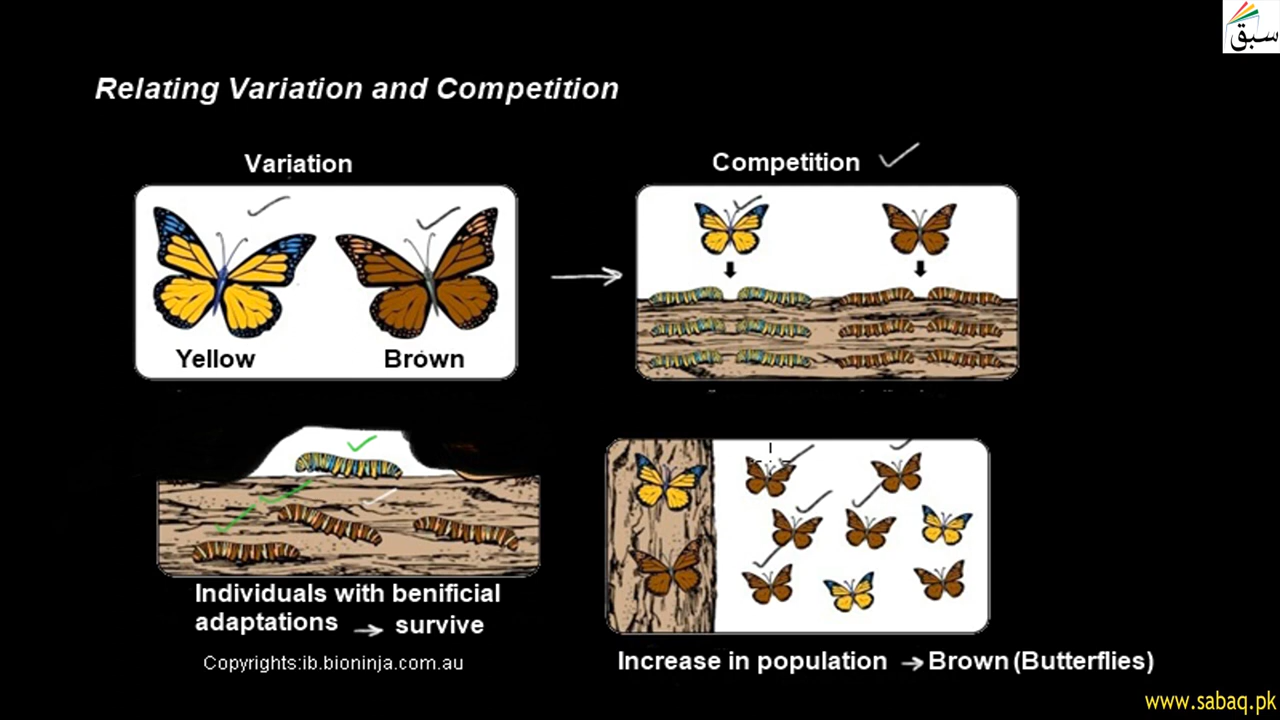 سبق
Relating Variation and Competition
Variation
Competition
Yellow
Brown
Individuals with benificial
adaptations → survive
Copyrights:ib.bioninja.com.au
Increase in population → Brown (Butterflies)
www.sabaq.pk